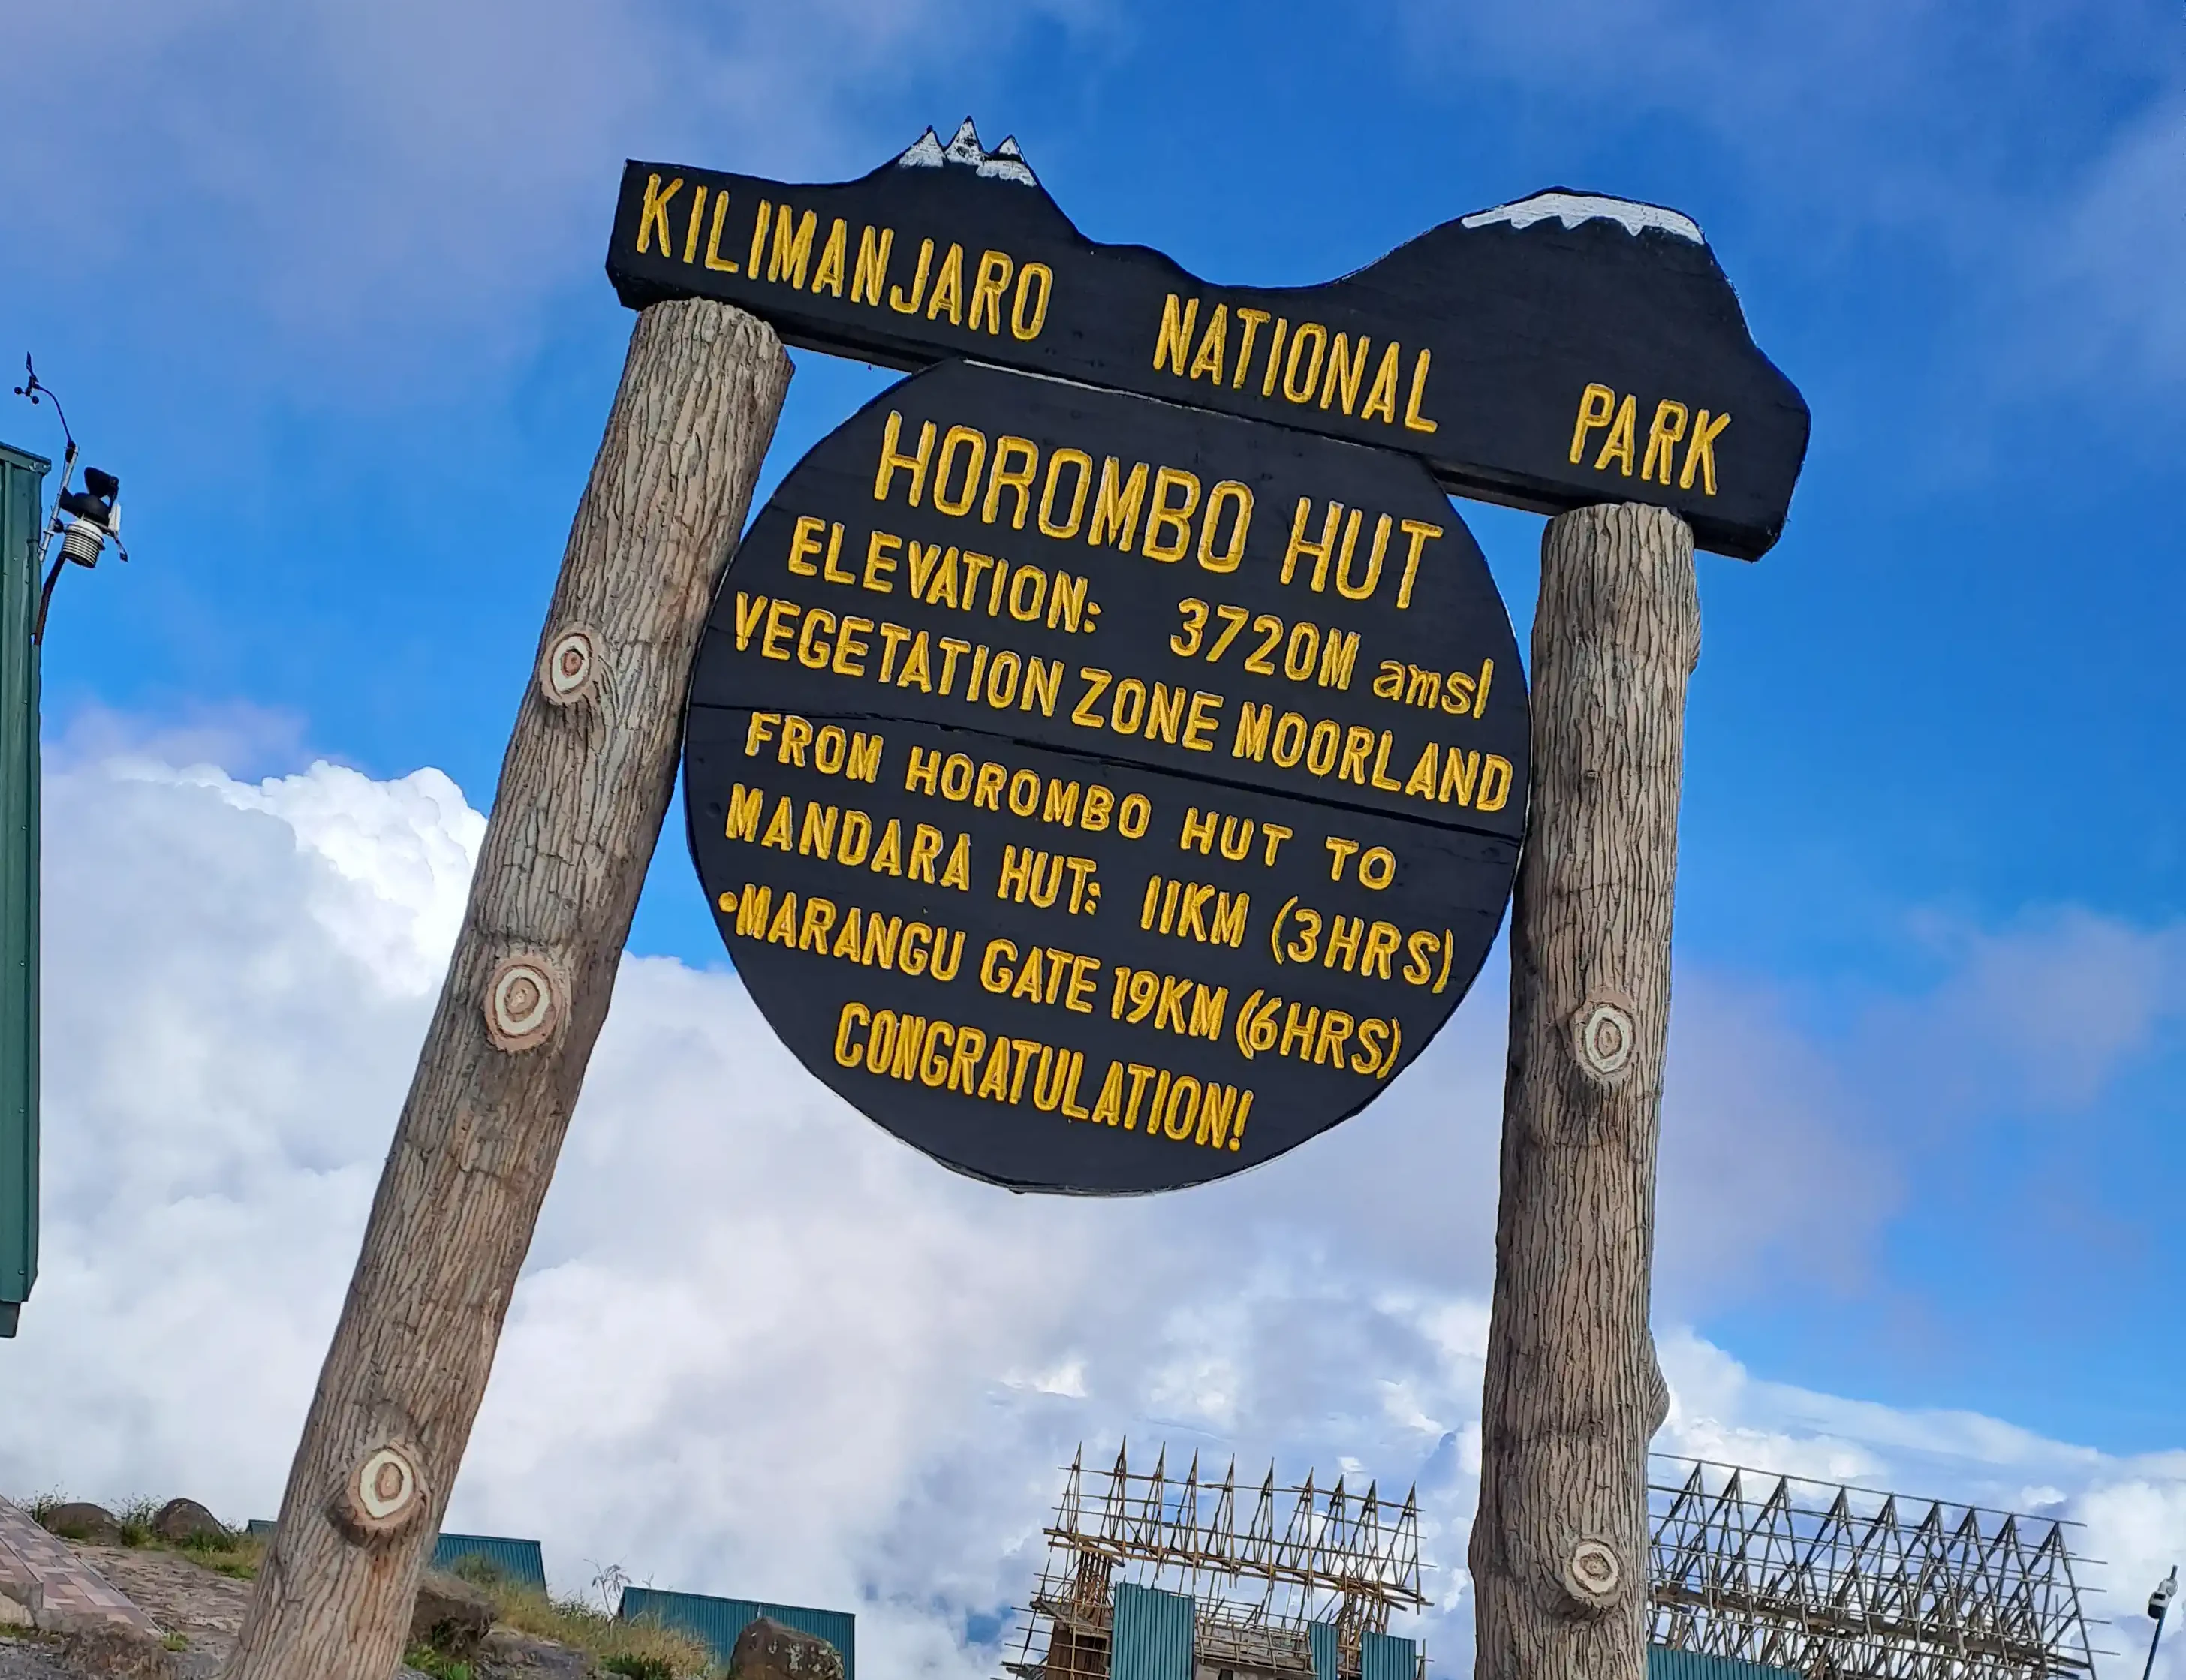 KILIMANJARO NATIONAL PARK
HOROMBO HUT
ELEVATION: 3720M amsl
VEGETATION ZONE MOORLAND
FROM HOROMBO HUT TO
MANDARA HUT: 11KM (3HRS)
•MARANGU GATE 19KM (6HRS)
CONGRATULATION!